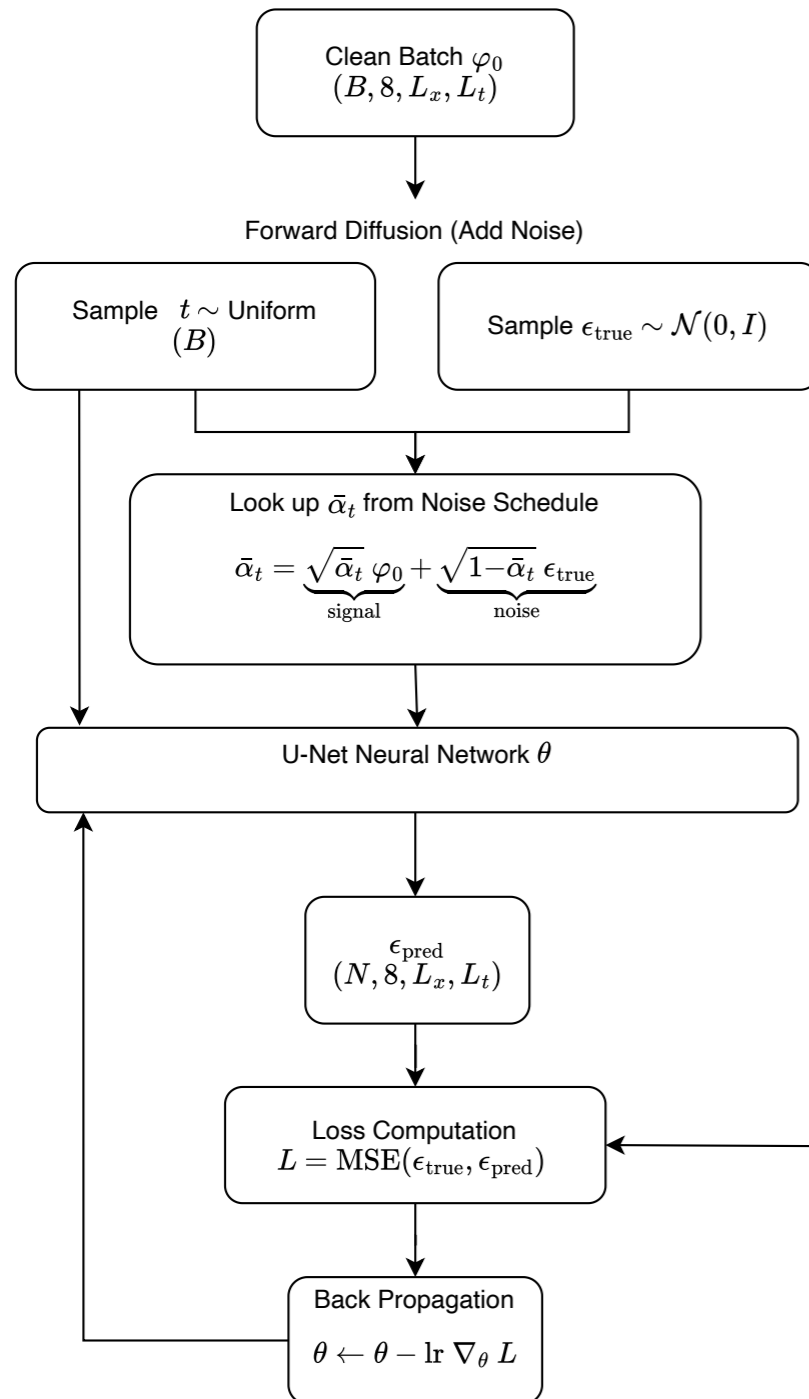 Clean Batch φ₀
(B, 8, Lₓ, Lₜ)
Forward Diffusion (Add Noise)
Sample t ∼ Uniform
(B)
Sample ϵ_true ∼ 𝒩(0, I)
Look up ᾱₜ from Noise Schedule
ᾱₜ = √ᾱₜ φ₀ + √1−ᾱₜ ϵ_true
signal noise
U-Net Neural Network θ
ϵ_pred
(N, 8, Lₓ, Lₜ)
Loss Computation
L = MSE(ϵ_true, ϵ_pred)
Back Propagation
θ ← θ − lr ∇_θ L